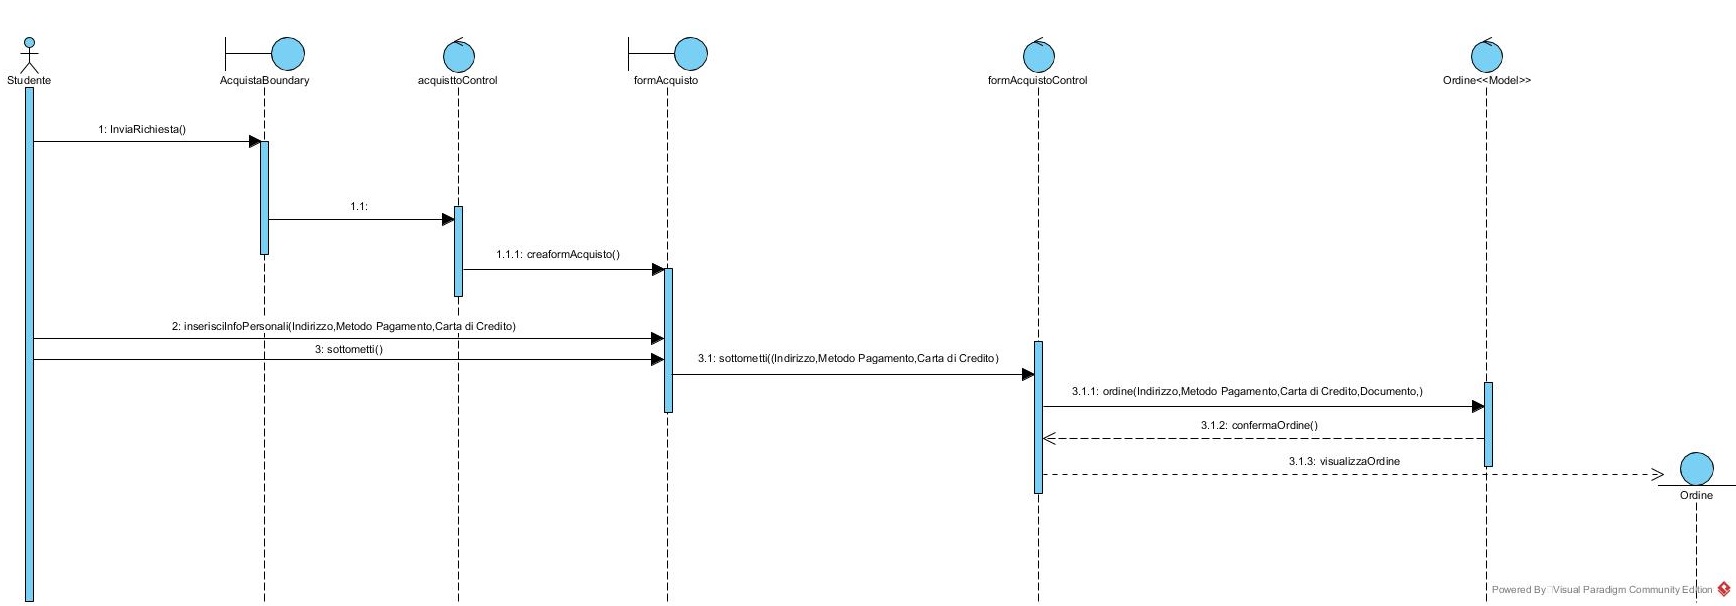 Studente
AcquistaBoundary
acquisttoControl
formAcquisto
formAcquistoControl
Ordine<<Model>>
1: InviaRichiesta()
1.1:
1.1.1: creaformAcquisto()
2: inserisciInfoPersonali(Indirizzo,Metodo Pagamento,Carta di Credito)
3: sottometti()
3.1: sottometti((Indirizzo,Metodo Pagamento,Carta di Credito)
3.1.1: ordine(Indirizzo,Metodo Pagamento,Carta di Credito,Documento,)
3.1.2: confermaOrdine()
3.1.3: visualizzaOrdine
Ordine
Powered By Visual Paradigm Community Edition